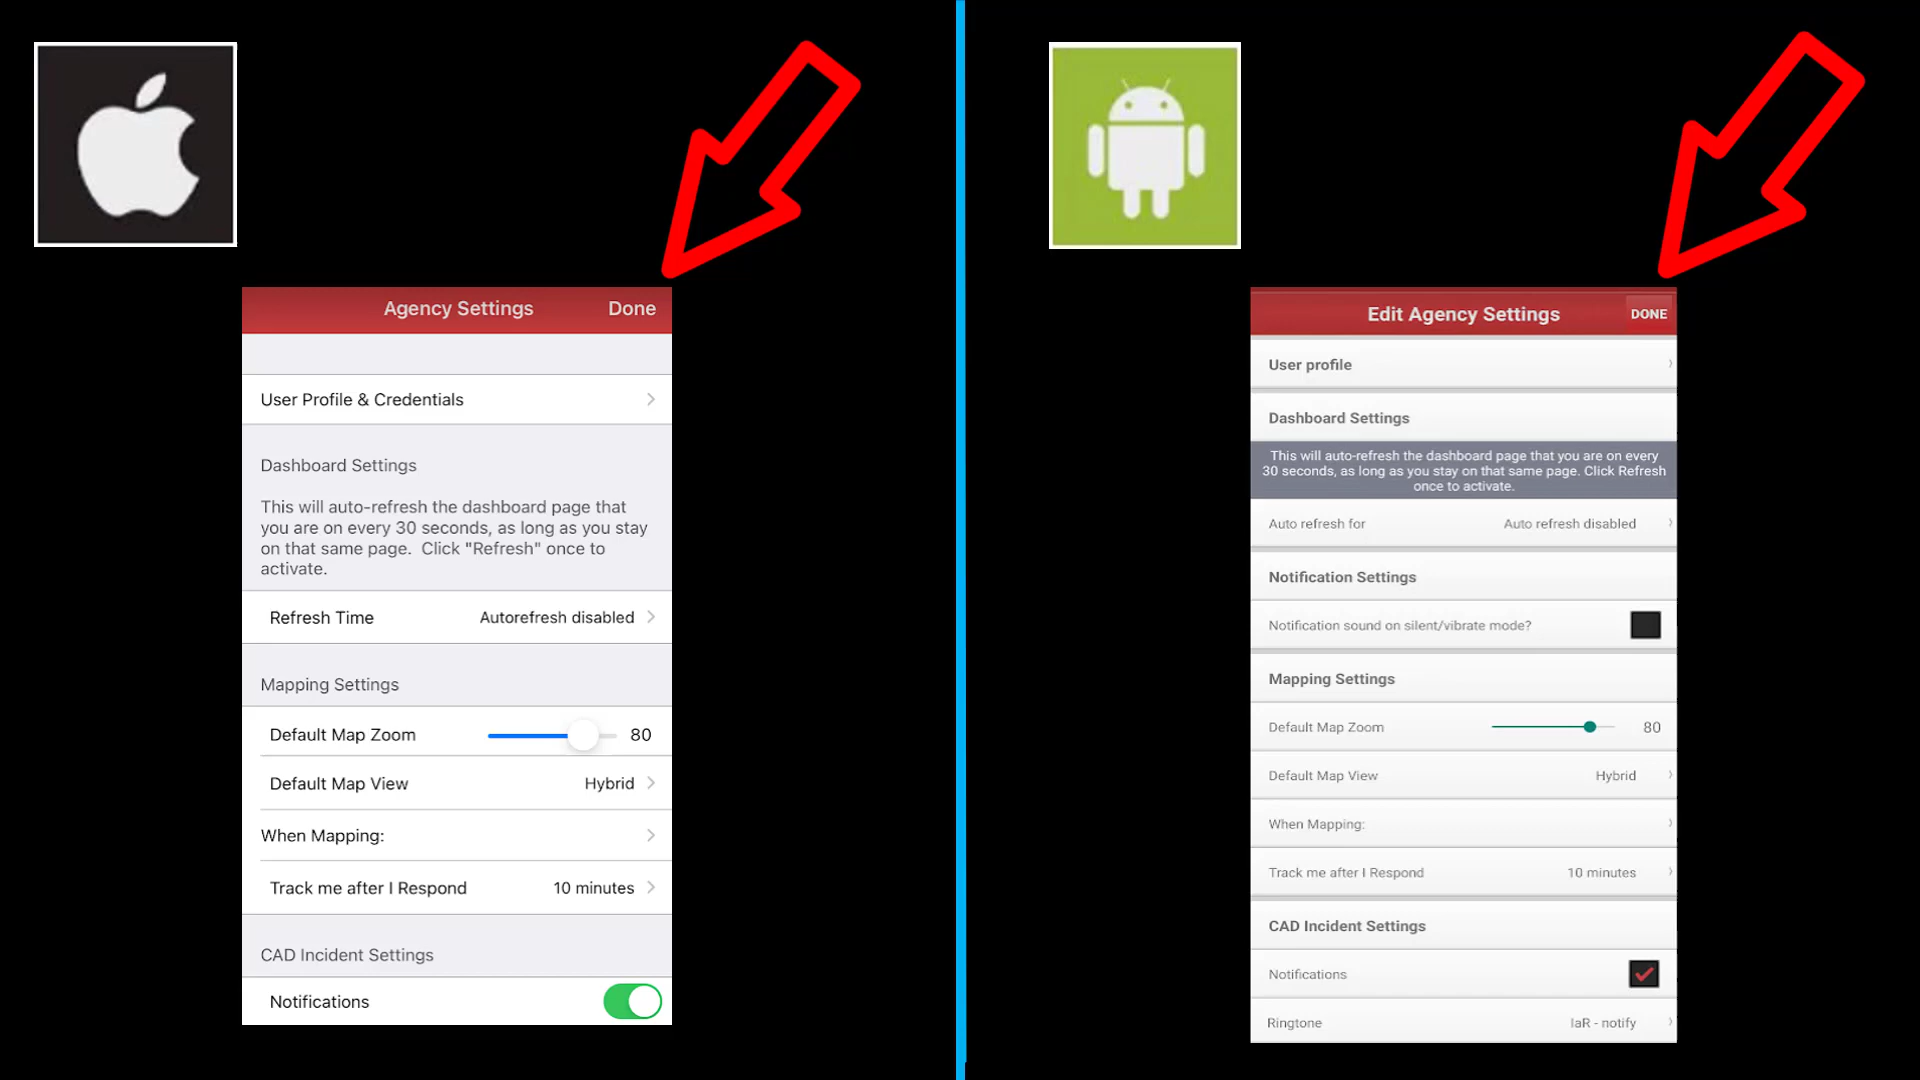 Agency Settings Done
User Profile & Credentials
Dashboard Settings
This will auto-refresh the dashboard page that
you are on every 30 seconds, as long as you stay
on that same page. Click "Refresh" once to
activate.
Refresh Time Autorefresh disabled
Mapping Settings
Default Map Zoom 80
Default Map View Hybrid
When Mapping:
Track me after I Respond 10 minutes
CAD Incident Settings
Notifications
Edit Agency Settings DONE
User profile
Dashboard Settings
This will auto-refresh the dashboard page that you are on every
30 seconds, as long as you stay on that same page. Click Refresh
once to activate.
Auto refresh for Auto refresh disabled
Notification Settings
Notification sound on silent/vibrate mode?
Mapping Settings
Default Map Zoom 80
Default Map View Hybrid
When Mapping:
Track me after I Respond 10 minutes
CAD Incident Settings
Notifications
Ringtone IaR - notify